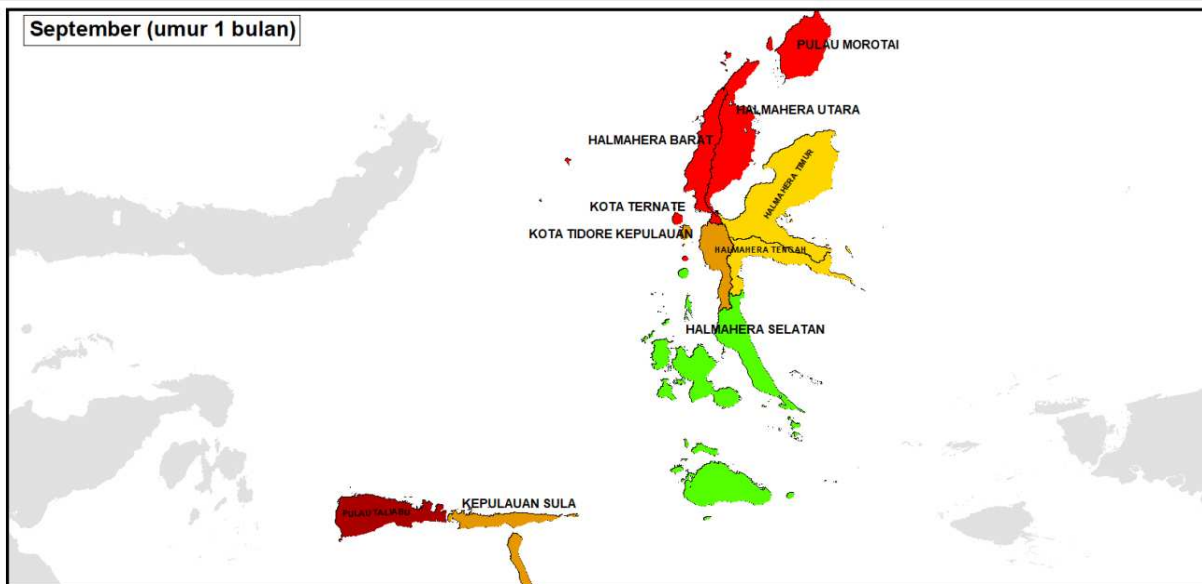 September (umur 1 bulan)
PULAU MOROTAI
HALMAHERA UTARA
HALMAHERA BARAT
HALMAHERA TIMUR
KOTA TERNATE
KOTA TIDORE KEPULAUAN
HALMAHERA TENGAH
HALMAHERA SELATAN
KEPULAUAN SULA
PULAU TALIABU